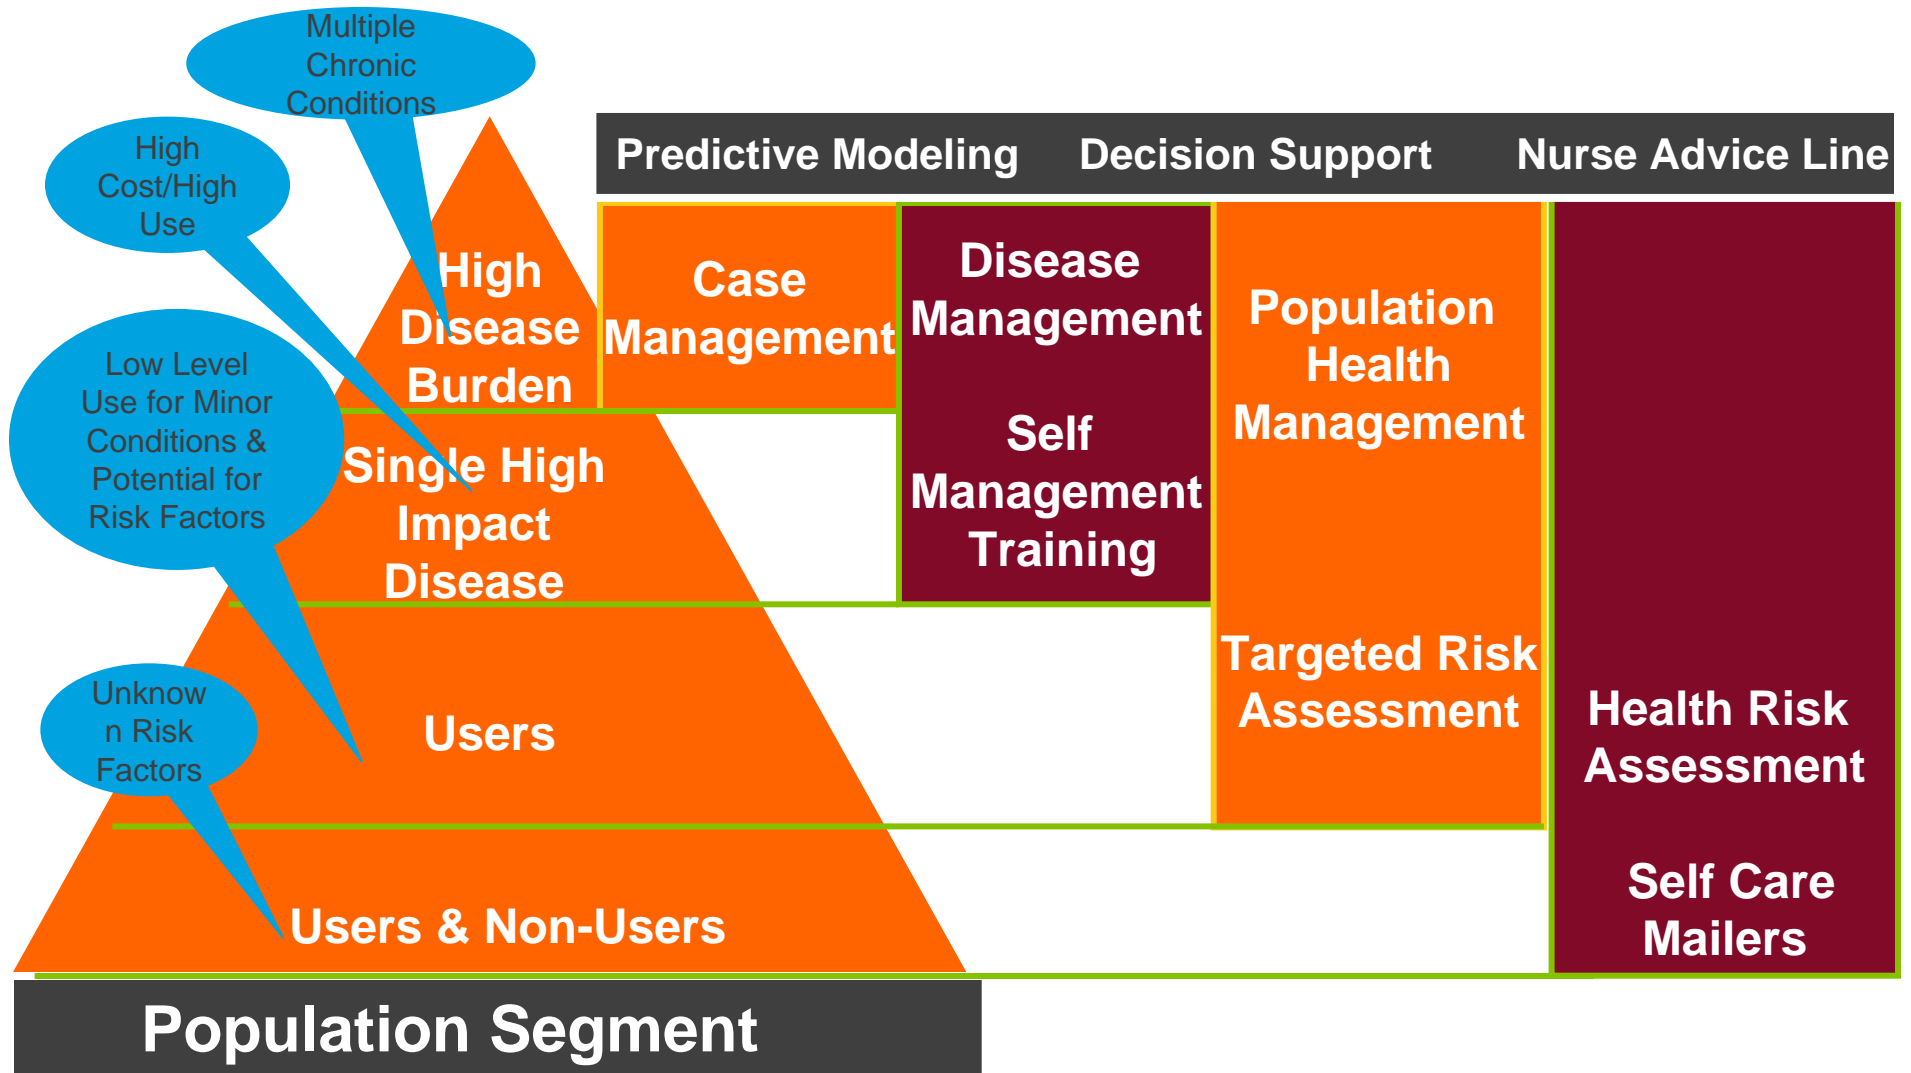 Multiple
Chronic
Conditions
High
Cost/High
Use
Low Level
Use for Minor
Conditions &
Potential for
Risk Factors
Unknow
n Risk
Factors
Predictive Modeling Decision Support Nurse Advice Line
High
Disease
Burden
Single High
Impact
Disease
Users
Users & Non-Users
Case
Management
Disease
Management
Self
Management
Training
Population
Health
Management
Targeted Risk
Assessment
Health Risk
Assessment
Self Care
Mailers
Population Segment